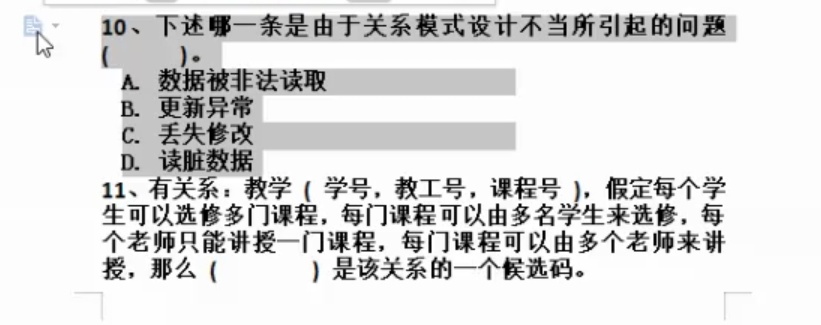 10、下述哪一条是由于关系模式设计不当所引起的问题
(        )。
A. 数据被非法读取
B. 更新异常
C. 丢失修改
D. 读脏数据
11、有关系：教学（ 学号，教工号，课程号 ），假定每个学
生可以选修多门课程，每门课程可以由多名学生来选修，每
个老师只能讲授一门课程，每门课程可以由多个老师来讲
授，那么 (          ) 是该关系的一个候选码。